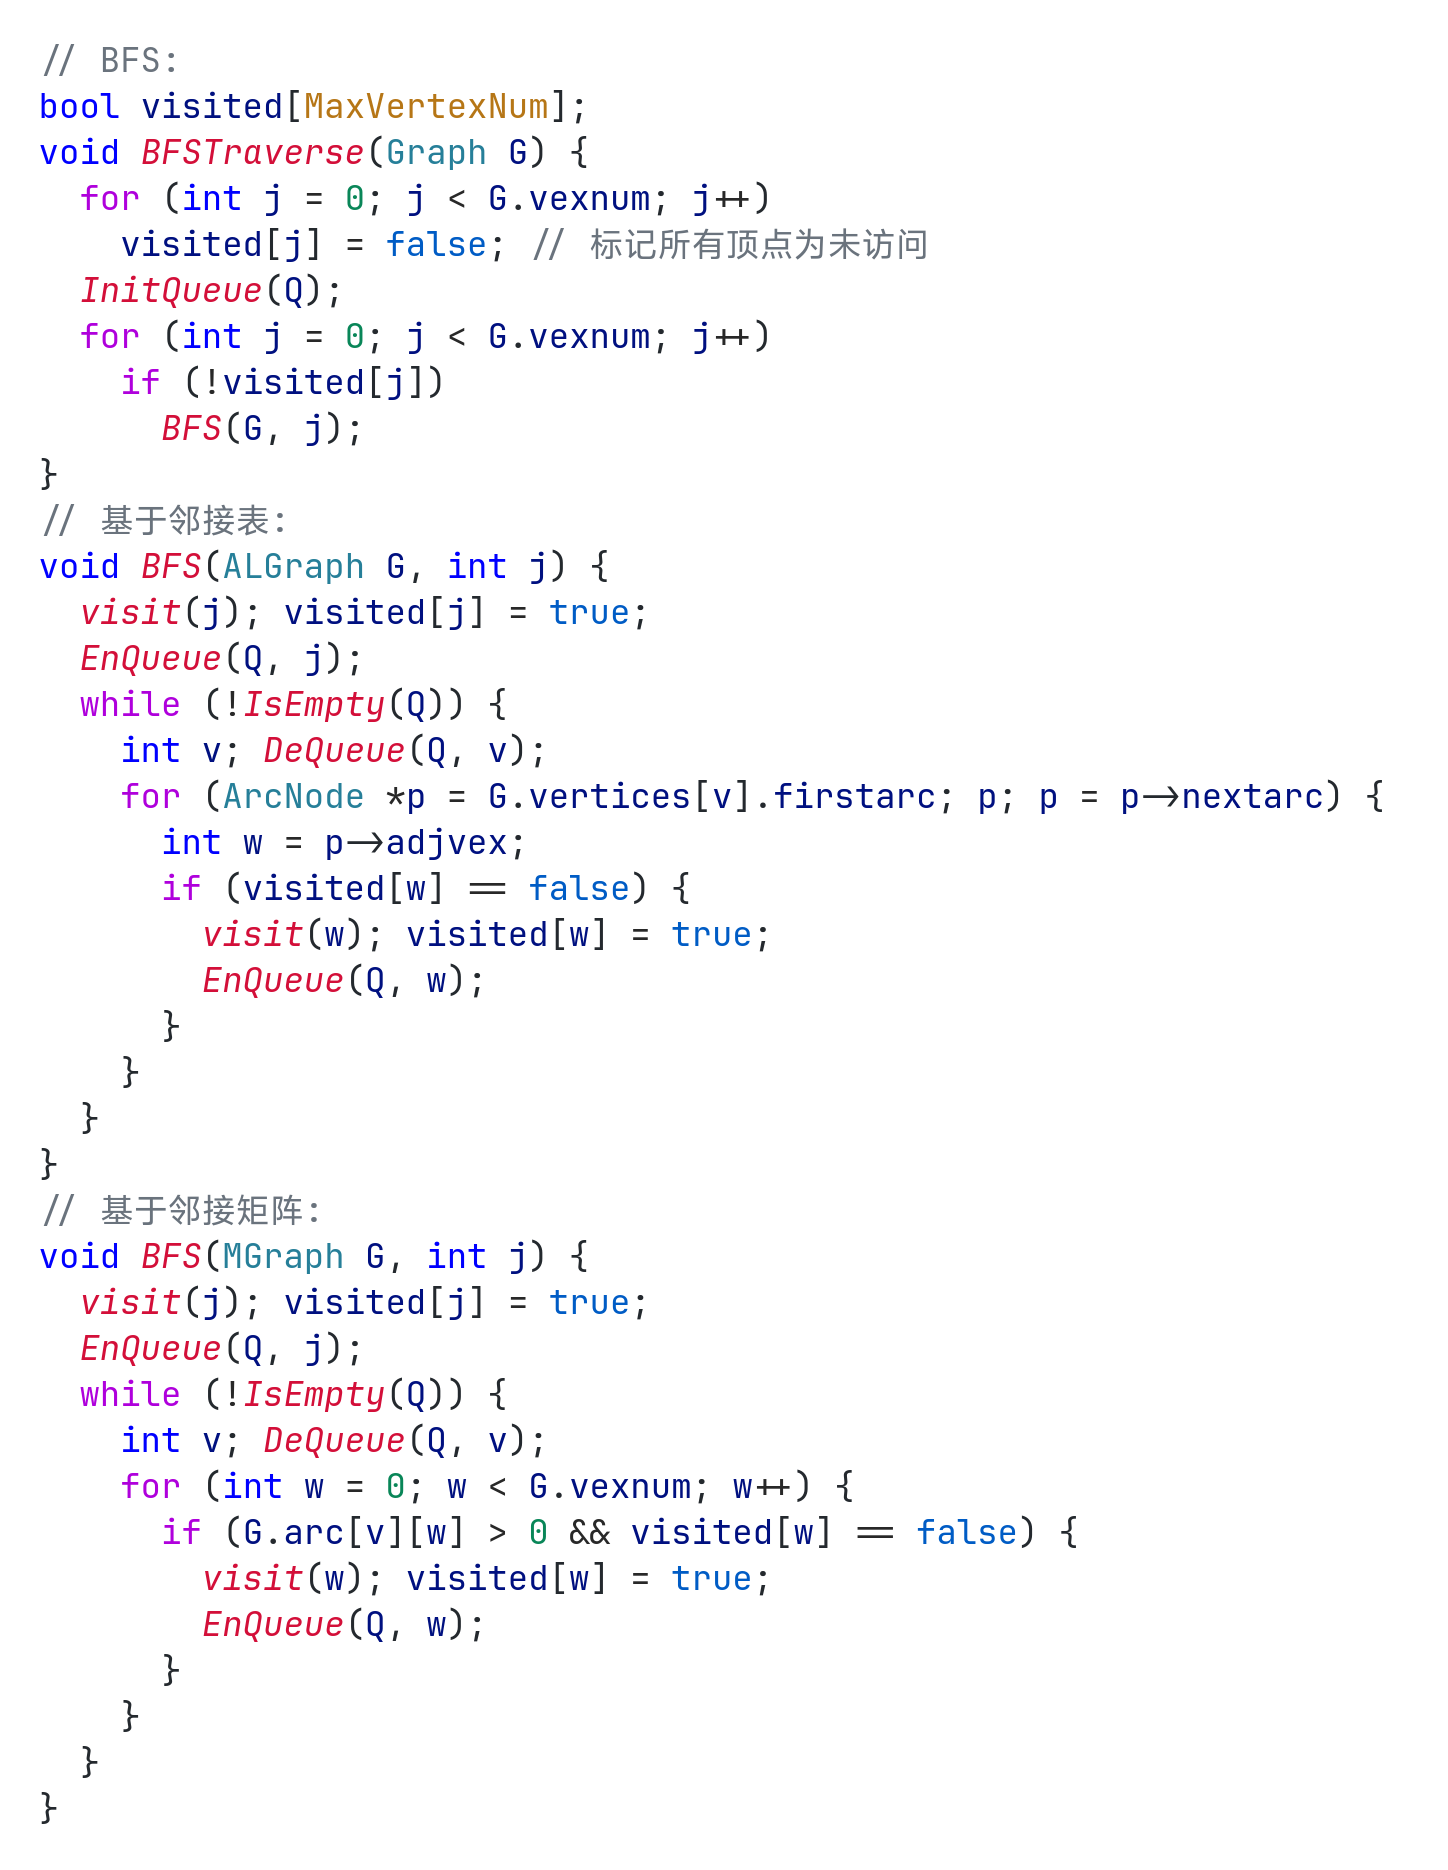 // BFS:
bool visited[MaxVertexNum];
void BFSTraverse(Graph G) {
  for (int j = 0; j < G.vexnum; j++)
    visited[j] = false; // 标记所有顶点为未访问
  InitQueue(Q);
  for (int j = 0; j < G.vexnum; j++)
    if (!visited[j])
      BFS(G, j);
}
// 基于邻接表:
void BFS(ALGraph G, int j) {
  visit(j); visited[j] = true;
  EnQueue(Q, j);
  while (!IsEmpty(Q)) {
    int v; DeQueue(Q, v);
    for (ArcNode *p = G.vertices[v].firstarc; p; p = p->nextarc) {
      int w = p->adjvex;
      if (visited[w] == false) {
        visit(w); visited[w] = true;
        EnQueue(Q, w);
      }
    }
  }
}
// 基于邻接矩阵:
void BFS(MGraph G, int j) {
  visit(j); visited[j] = true;
  EnQueue(Q, j);
  while (!IsEmpty(Q)) {
    int v; DeQueue(Q, v);
    for (int w = 0; w < G.vexnum; w++) {
      if (G.arc[v][w] > 0 && visited[w] == false) {
        visit(w); visited[w] = true;
        EnQueue(Q, w);
      }
    }
  }
}